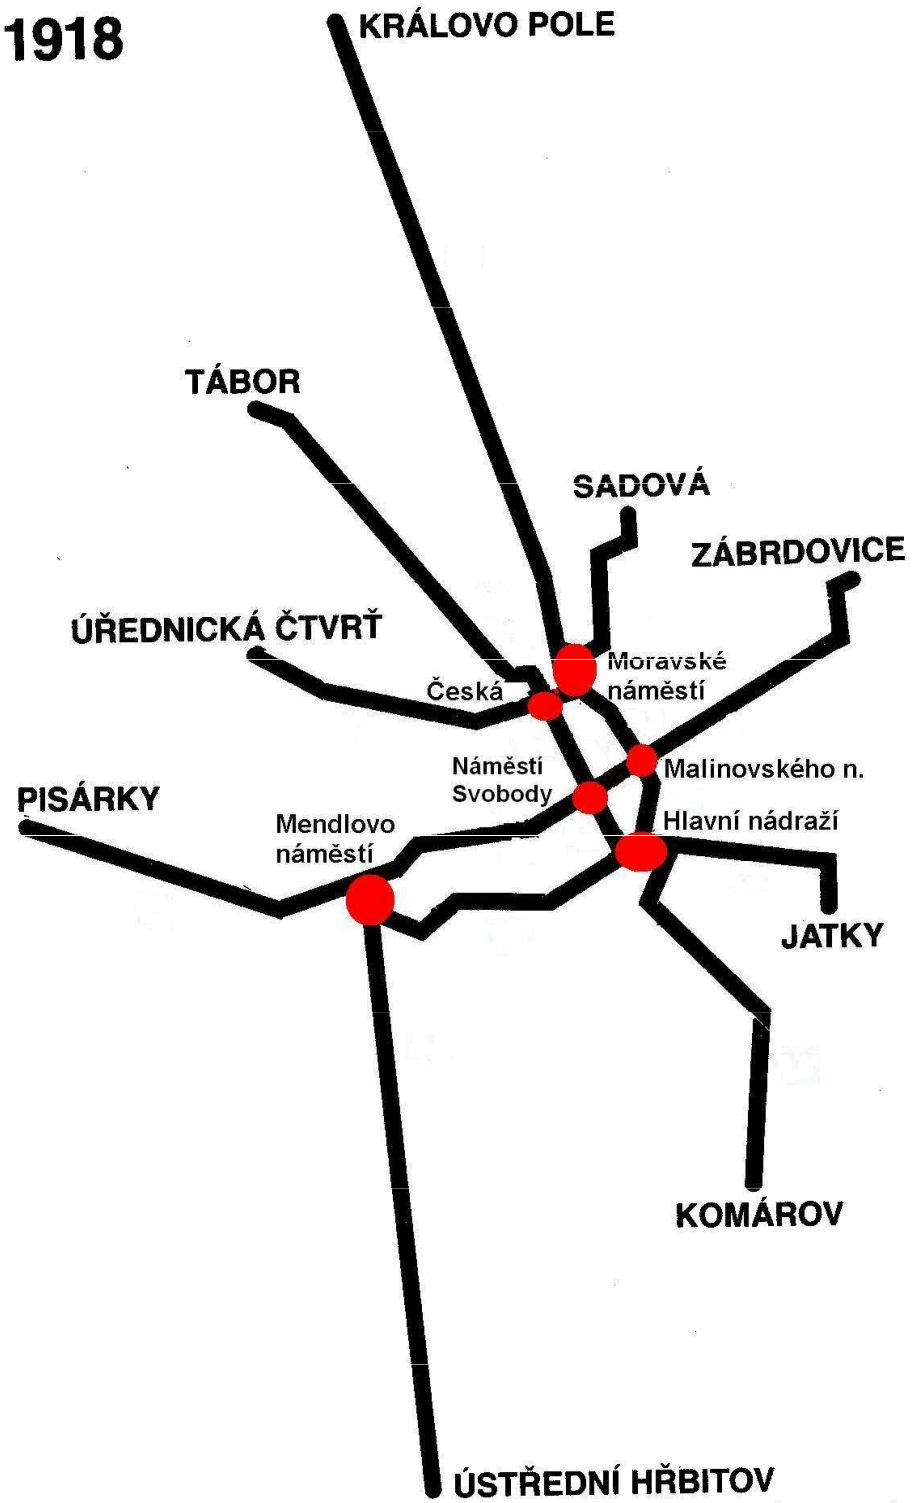 1918
KRÁLOVO POLE
TÁBOR
SADOVÁ
ZÁBRDOVICE
ÚŘEDNICKÁ ČTVRŤ
Moravské
náměstí
Česká
Náměstí
Svobody
Malinovského n.
PISÁRKY
Mendlovo
náměstí
Hlavní nádraží
JATKY
KOMÁROV
ÚSTŘEDNÍ HŘBITOV